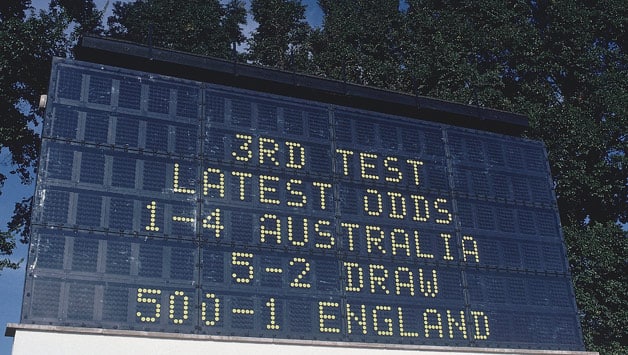 3RD TEST
LATEST ODDS
1-4 AUSTRALIA
5-2 DRAW
500-1 ENGLAND